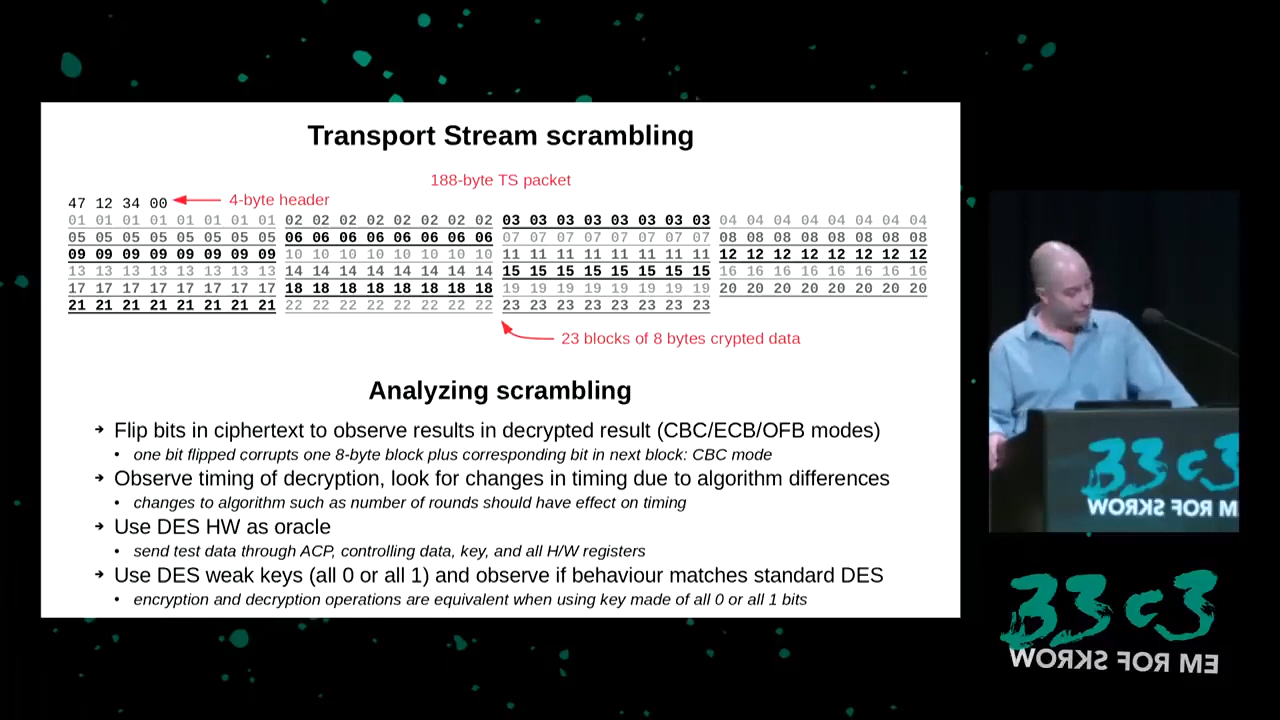 Transport Stream scrambling
188-byte TS packet
47 12 34 00
4-byte header
01 01 01 01 01 01 01 01 02 02 02 02 02 02 02 02 03 03 03 03 03 03 03 03 04 04 04 04 04 04 04 04
05 05 05 05 05 05 05 05 06 06 06 06 06 06 06 06 07 07 07 07 07 07 07 07 08 08 08 08 08 08 08 08
09 09 09 09 09 09 09 09 10 10 10 10 10 10 10 10 11 11 11 11 11 11 11 11 12 12 12 12 12 12 12 12
13 13 13 13 13 13 13 13 14 14 14 14 14 14 14 14 15 15 15 15 15 15 15 15 16 16 16 16 16 16 16 16
17 17 17 17 17 17 17 17 18 18 18 18 18 18 18 18 19 19 19 19 19 19 19 19 20 20 20 20 20 20 20 20
21 21 21 21 21 21 21 21 22 22 22 22 22 22 22 22 23 23 23 23 23 23 23 23
23 blocks of 8 bytes crypted data
Analyzing scrambling
➔ Flip bits in ciphertext to observe results in decrypted result (CBC/ECB/OFB modes)
• one bit flipped corrupts one 8-byte block plus corresponding bit in next block: CBC mode
➔ Observe timing of decryption, look for changes in timing due to algorithm differences
• changes to algorithm such as number of rounds should have effect on timing
➔ Use DES HW as oracle
• send test data through ACP, controlling data, key, and all H/W registers
➔ Use DES weak keys (all 0 or all 1) and observe if behaviour matches standard DES
• encryption and decryption operations are equivalent when using key made of all 0 or all 1 bits
33c3
WORKS FOR M
33c3
WORKS FOR ME